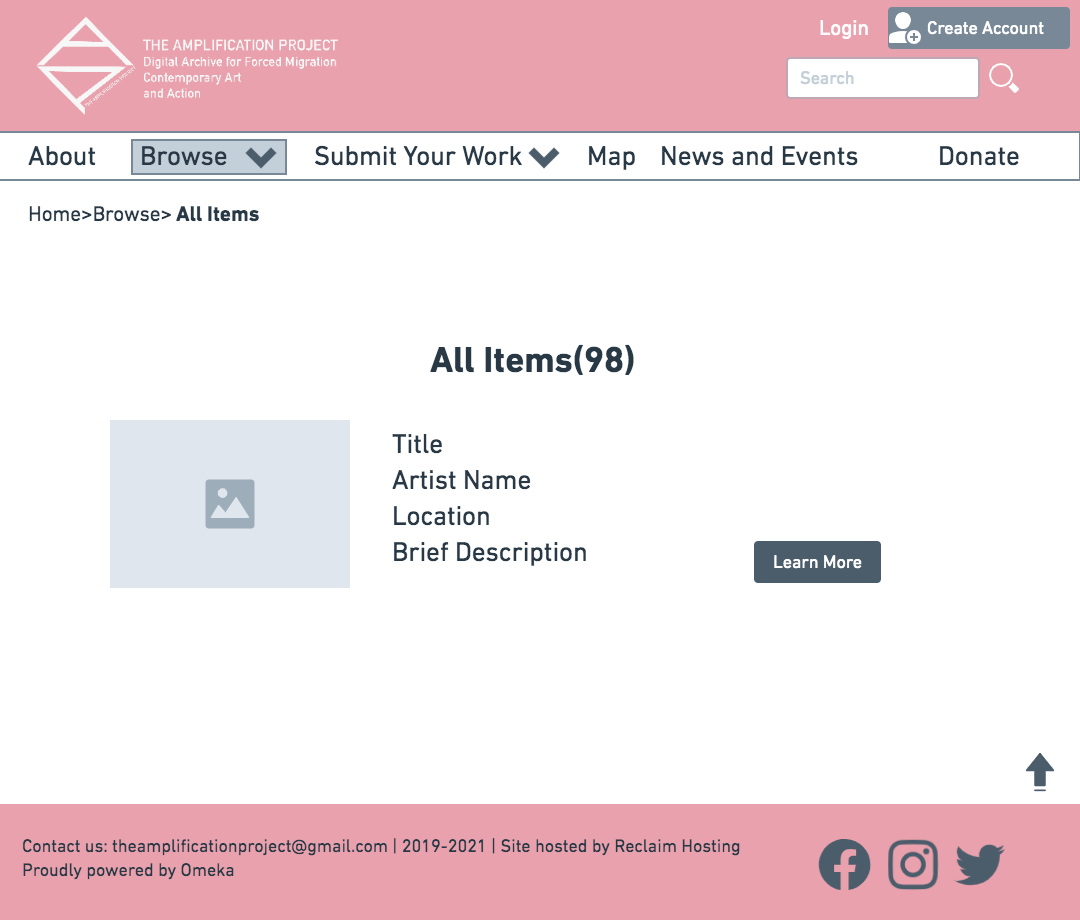 Login
Create Account
THE AMPLIFICATION PROJECT
Digital Archive for Forced Migration
Contemporary Art
and Action
THE AMPLIFICATION PROJECT
Search
About
Browse
Submit Your Work
Map
News and Events
Donate
Home>Browse> All Items
All Items(98)
Title
Artist Name
Location
Brief Description
Learn More
Contact us: theamplificationproject@gmail.com | 2019-2021 | Site hosted by Reclaim Hosting
Proudly powered by Omeka